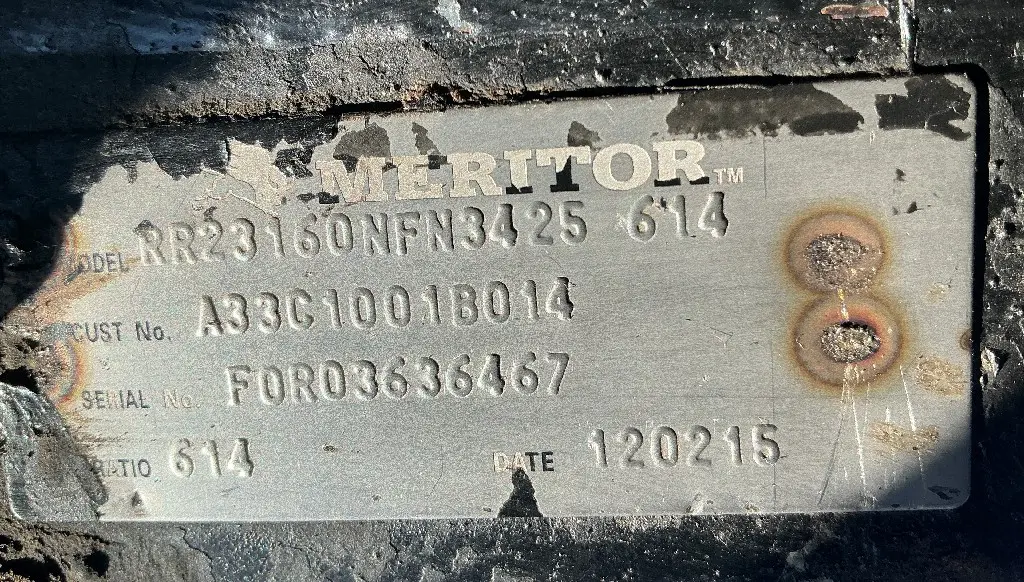 MERITOR™
MODEL RR23160NFN3425 614
CUST No. A33C1001B014
SERIAL No. FOR03636467
RATIO 614 DATE 120215